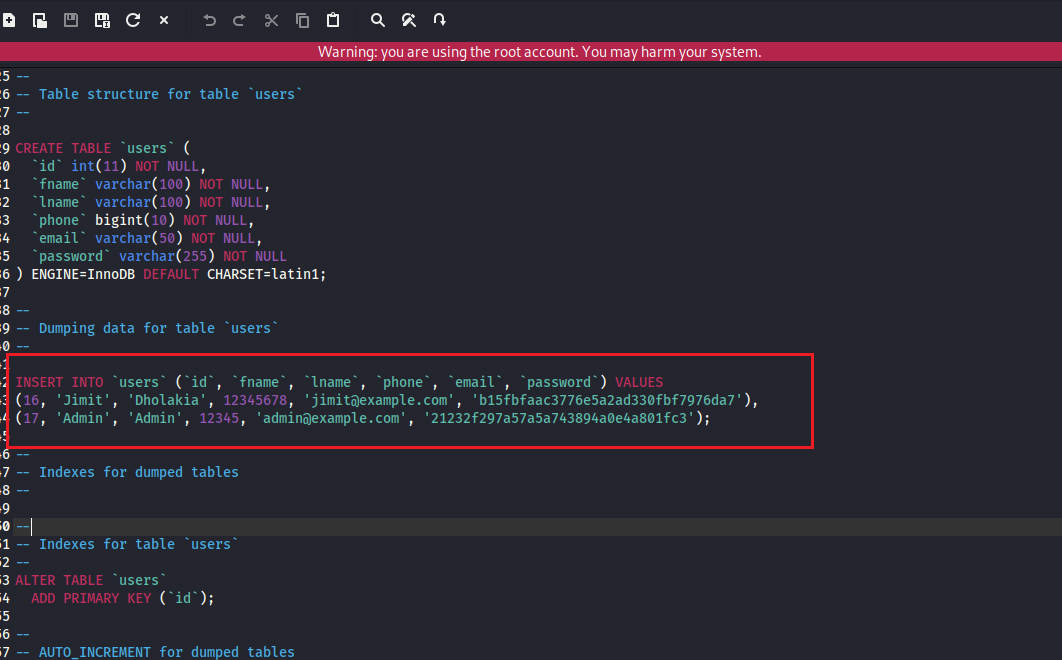 Warning: you are using the root account. You may harm your system.
25 --
26 -- Table structure for table `users`
27 --
28
29 CREATE TABLE `users` (
30 `id` int(11) NOT NULL,
31 `fname` varchar(100) NOT NULL,
32 `lname` varchar(100) NOT NULL,
33 `phone` bigint(10) NOT NULL,
34 `email` varchar(50) NOT NULL,
35 `password` varchar(255) NOT NULL
36 ) ENGINE=InnoDB DEFAULT CHARSET=latin1;
37
38 --
39 -- Dumping data for table `users`
40 --
41
42 INSERT INTO `users` (`id`, `fname`, `lname`, `phone`, `email`, `password`) VALUES
43 (16, 'Jimit', 'Dholakia', 12345678, 'jimit@example.com', 'b15fbfaac3776e5a2ad330fbf7976da7'),
44 (17, 'Admin', 'Admin', 12345, 'admin@example.com', '21232f297a57a5a743894a0e4a801fc3');
45
46 --
47 -- Indexes for dumped tables
48 --
49
50 --
51 -- Indexes for table `users`
52 --
53 ALTER TABLE `users`
54 ADD PRIMARY KEY (`id`);
55
56 --
57 -- AUTO_INCREMENT for dumped tables